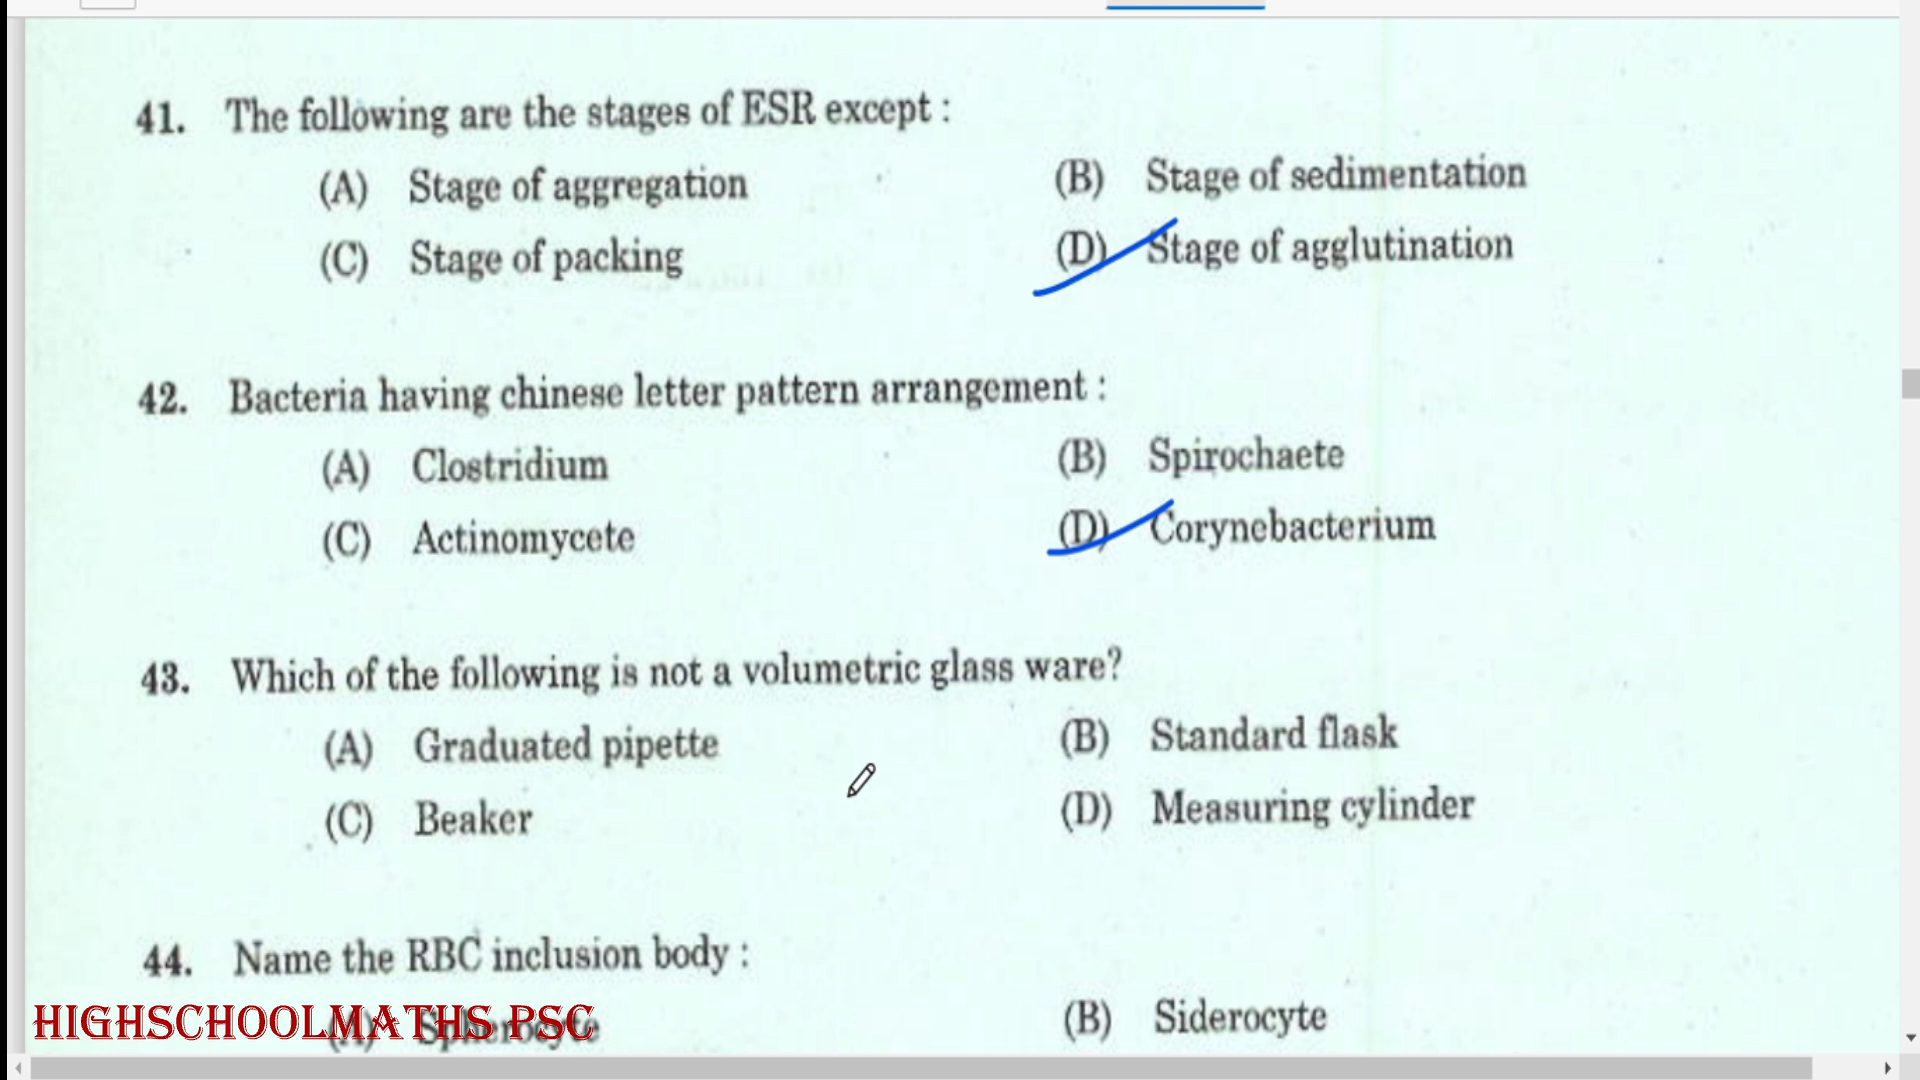 41. The following are the stages of ESR except :
(A) Stage of aggregation (B) Stage of sedimentation
(C) Stage of packing (D) Stage of agglutination
42. Bacteria having chinese letter pattern arrangement :
(A) Clostridium (B) Spirochaete
(C) Actinomycete (D) Corynebacterium
43. Which of the following is not a volumetric glass ware?
(A) Graduated pipette (B) Standard flask
(C) Beaker (D) Measuring cylinder
44. Name the RBC inclusion body :
(A) Spherocyte (B) Siderocyte
HIGHSCHOOLMATHS PSC